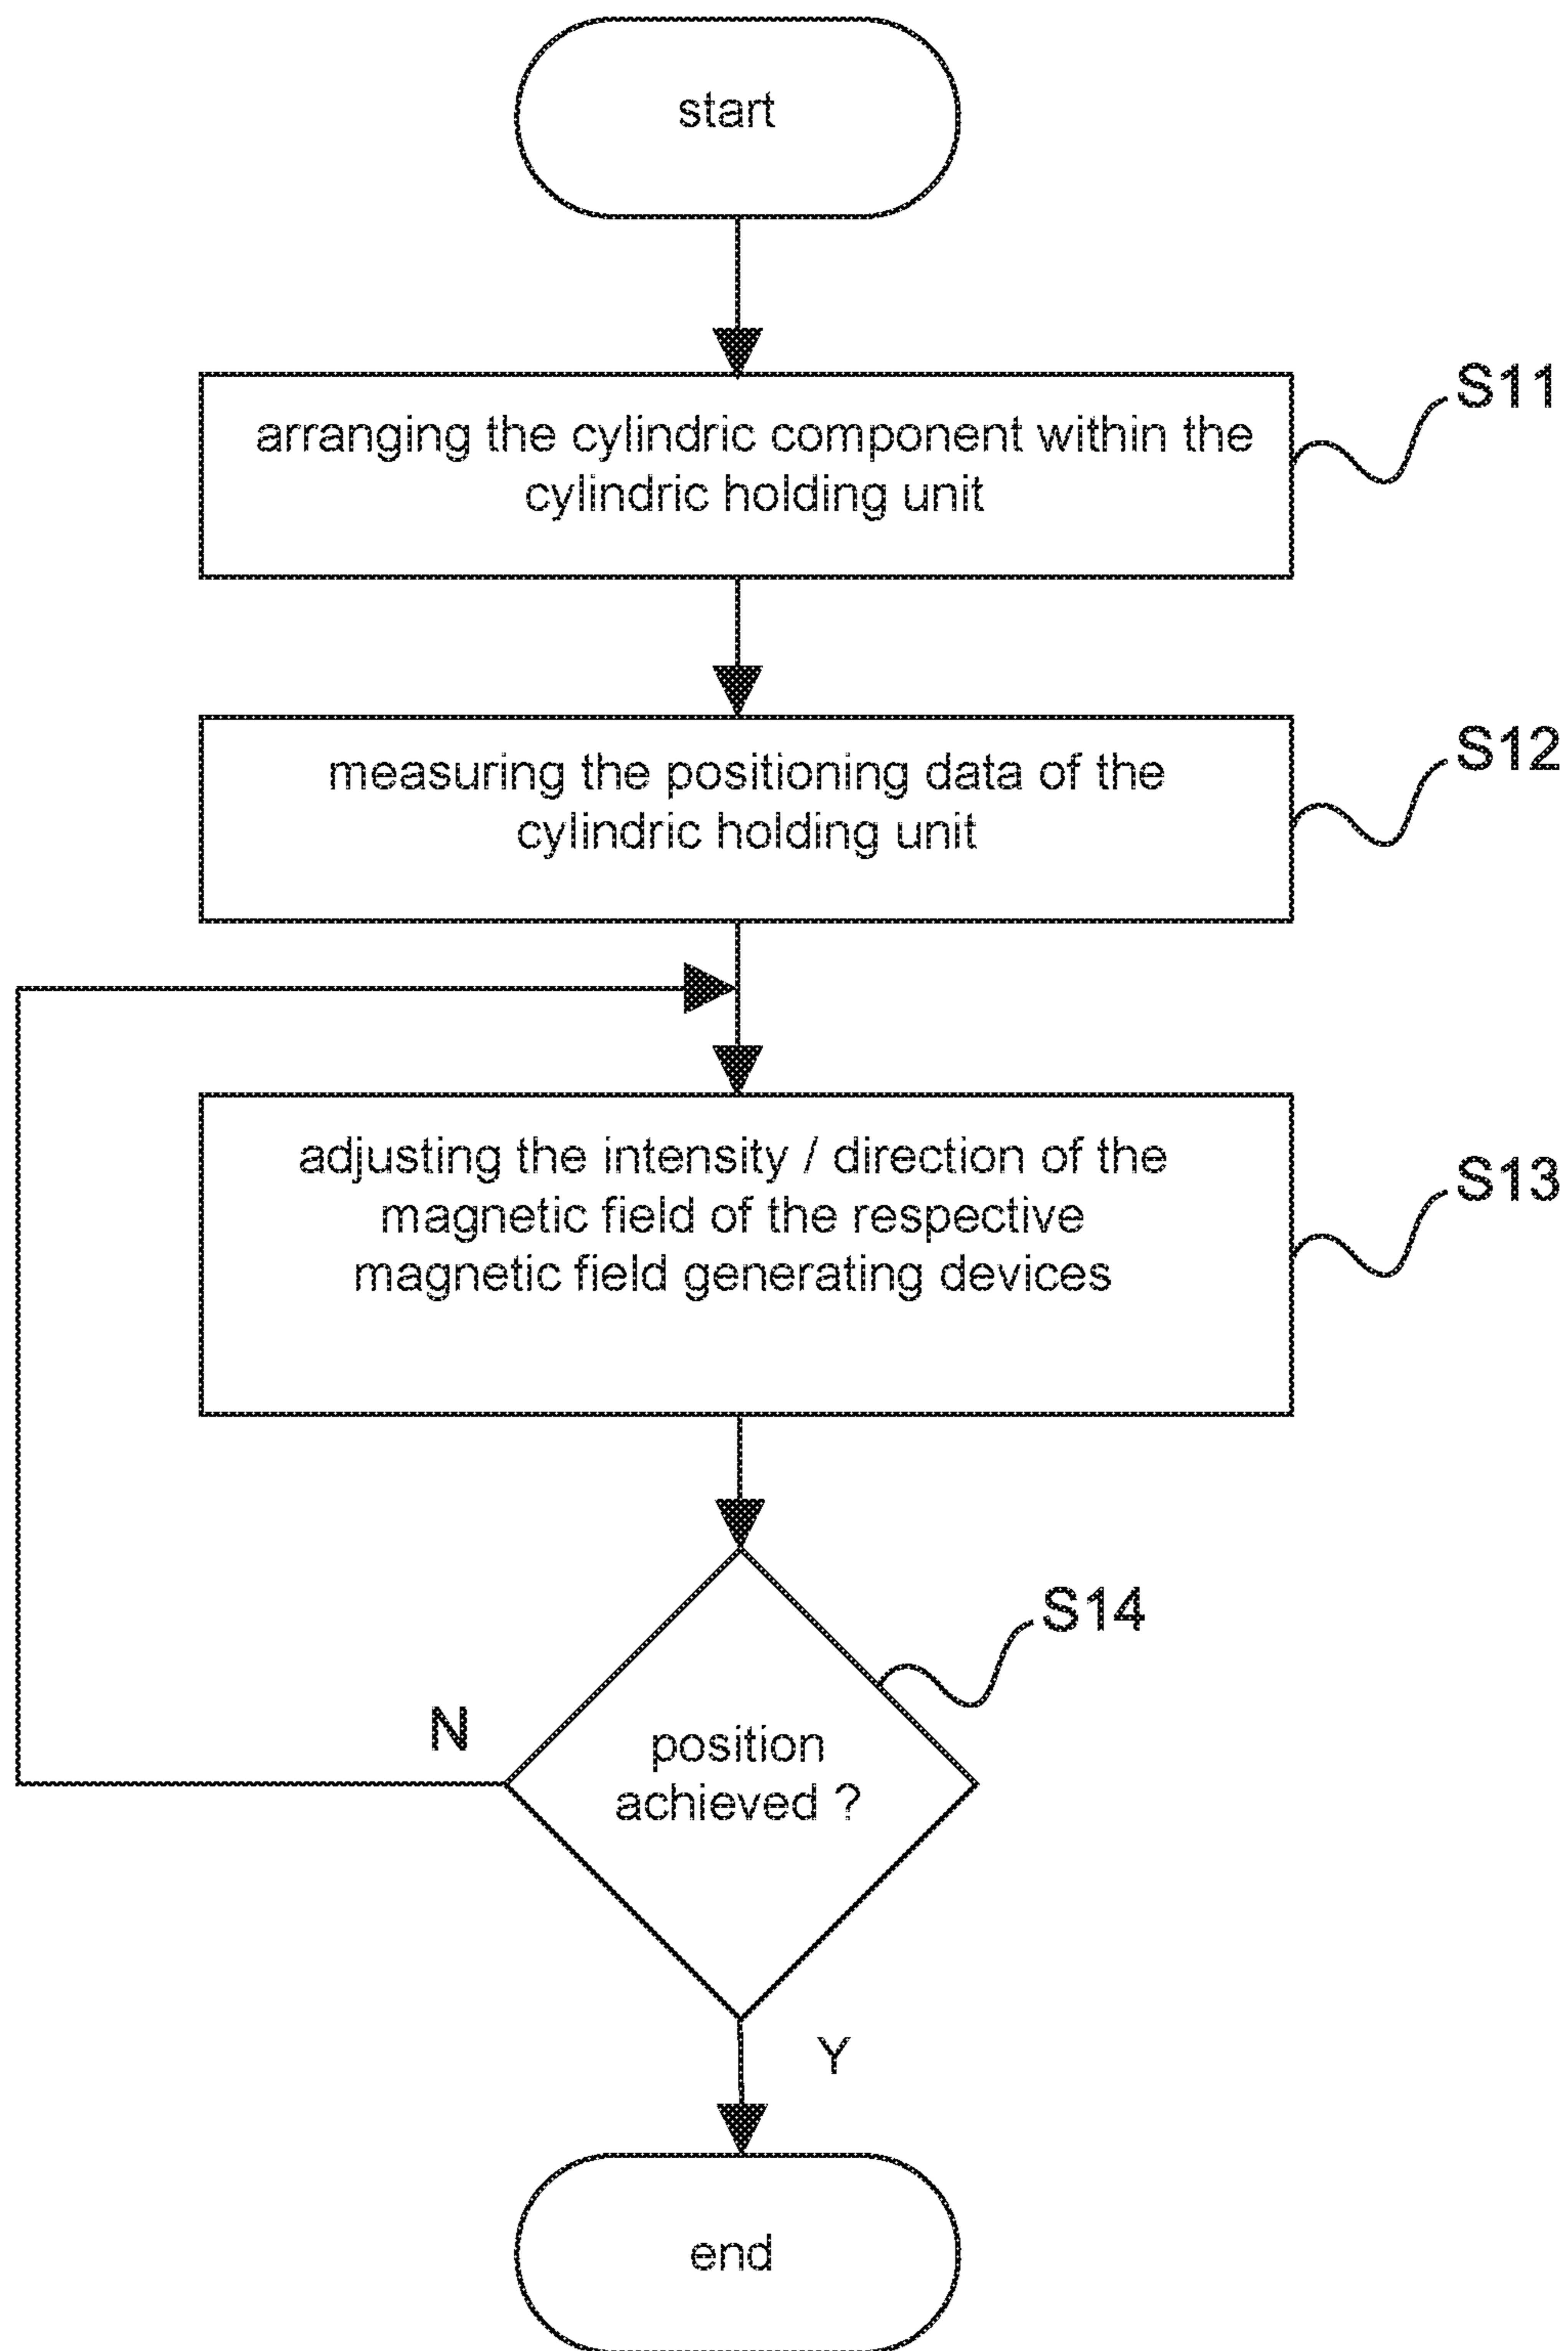 start
arranging the cylindric component within the
cylindric holding unit
S11
measuring the positioning data of the
cylindric holding unit
S12
adjusting the intensity / direction of the
magnetic field of the respective
magnetic field generating devices
S13
S14
N
position
achieved ?
Y
end